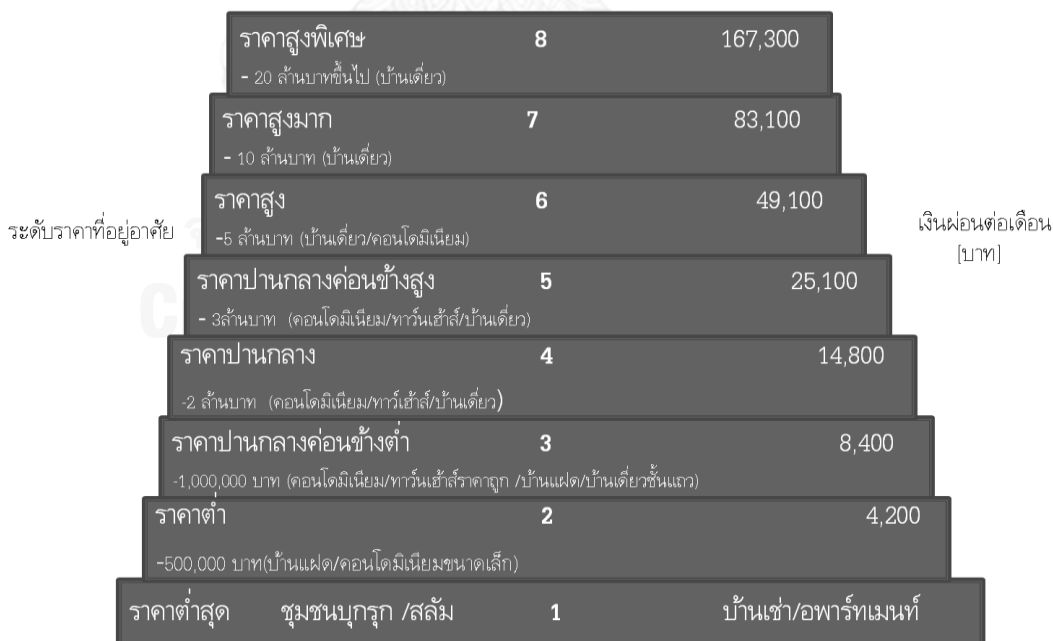 ราคาสูงพิเศษ 8 167,300
- 20 ล้านบาทขึ้นไป (บ้านเดี่ยว)
ราคาสูงมาก 7 83,100
- 10 ล้านบาท (บ้านเดี่ยว)
ราคาสูง 6 49,100
-5 ล้านบาท (บ้านเดี่ยว/คอนโดมิเนียม)
ระดับราคาที่อยู่อาศัย
เงินผ่อนต่อเดือน
[บาท]
ราคาปานกลางค่อนข้างสูง 5 25,100
- 3ล้านบาท (คอนโดมิเนียม/ทาว์นเฮ้าส์/บ้านเดี่ยว)
ราคาปานกลาง 4 14,800
-2 ล้านบาท (คอนโดมิเนียม/ทาว์เฮ้าส์/บ้านเดี่ยว)
ราคาปานกลางค่อนข้างต่ำ 3 8,400
-1,000,000 บาท (คอนโดมิเนียม/ทาว์นเฮ้าส์ราคาถูก /บ้านแฝด/บ้านเดี่ยวชั้นแถว)
ราคาต่ำ 2 4,200
-500,000 บาท(บ้านแฝด/คอนโดมิเนียมขนาดเล็ก)
ราคาต่ำสุด ชุมชนบุกรุก /สลัม 1 บ้านเช่า/อพาร์ทเมนท์